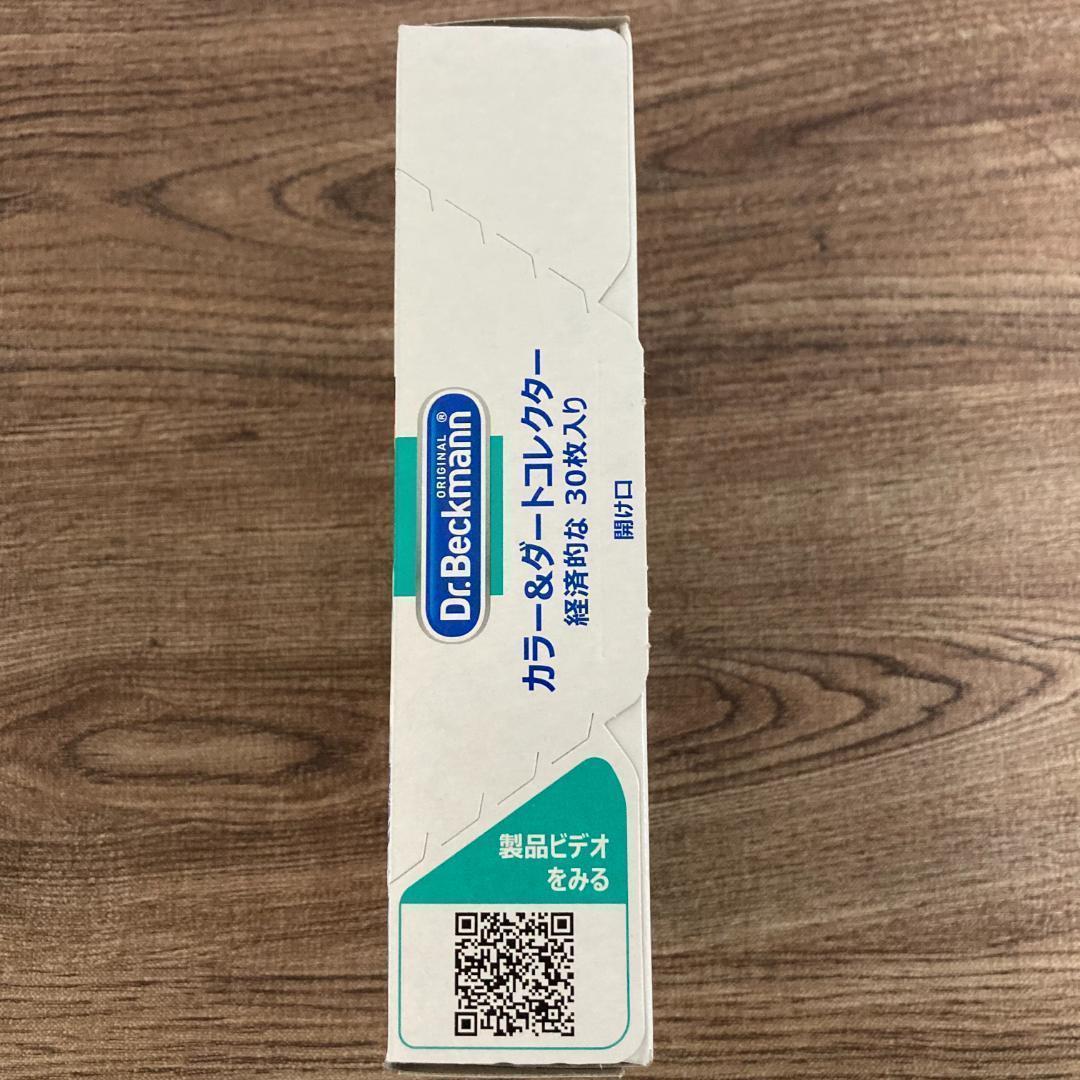 ORIGINAL ®
Dr.Beckmann
カラー&ダートコレクター
経済的な 30枚入り
開け口
製品ビデオ
をみる